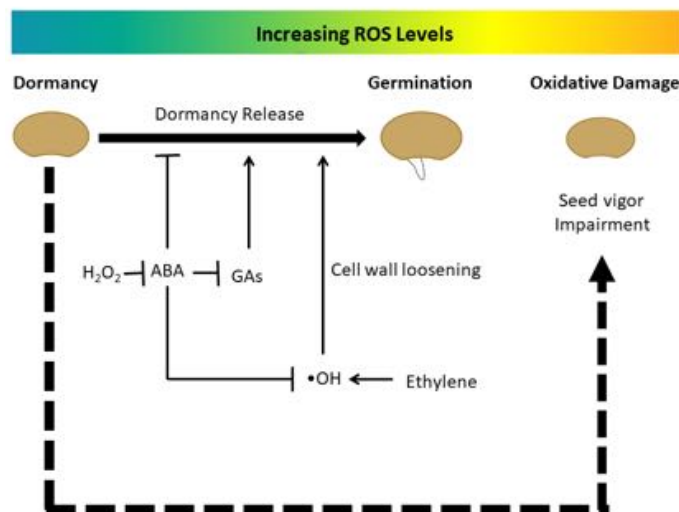 Increasing ROS Levels
Dormancy
Germination
Oxidative Damage
Dormancy Release
Seed vigor
Impairment
H₂O₂
ABA
GAs
Cell wall loosening
•OH
Ethylene